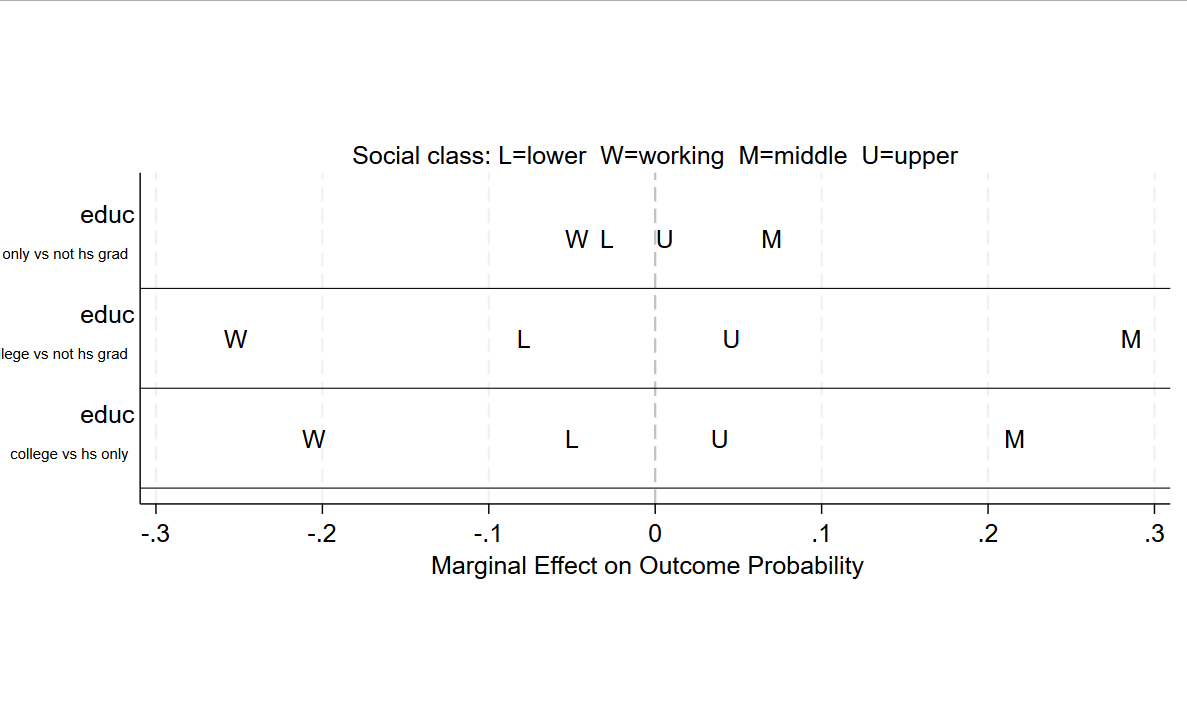 Social class: L=lower W=working M=middle U=upper
educ
W L U M
only vs not hs grad
educ
W L U M
lege vs not hs grad
educ
W L U M
college vs hs only
-.3 -.2 -.1 0 .1 .2 .3
Marginal Effect on Outcome Probability